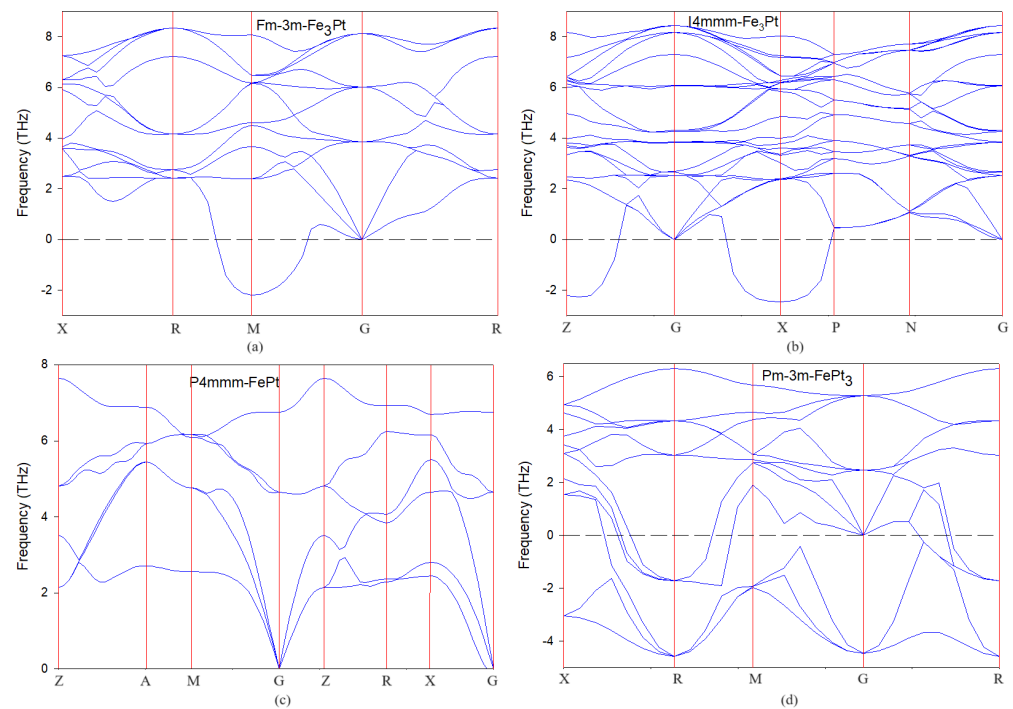 Fm-3m-Fe3Pt
Frequency (THz)
8
6
4
2
0
-2
X R M G R
(a)
I4mmm-Fe3Pt
Frequency (THz)
8
6
4
2
0
-2
Z G X P N G
(b)
P4mmm-FePt
Frequency (THz)
8
6
4
2
0
Z A M G Z R X G
(c)
Pm-3m-FePt3
Frequency (THz)
6
4
2
0
-2
-4
X R M G R
(d)